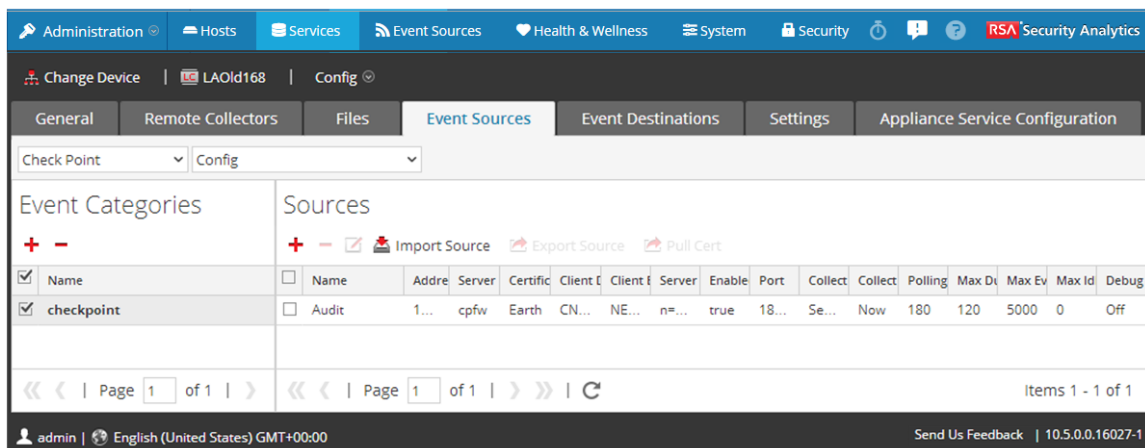 Administration Hosts Services Event Sources Health & Wellness System Security RSA Security Analytics
Change Device | LC LAOld168 | Config
General Remote Collectors Files Event Sources Event Destinations Settings Appliance Service Configuration
Check Point Config
Event Categories Sources
+ − + − Import Source Export Source Pull Cert
Name Name Addre Server Certific Client D Client E Server Enable Port Collect Collect Polling Max Du Max Ev Max Id Debug
checkpoint Audit 1... cpfw Earth CN... NE... n=... true 18... Se... Now 180 120 5000 0 Off
Page 1 of 1 | Page 1 of 1 | Items 1 - 1 of 1
admin | English (United States) GMT+00:00 Send Us Feedback | 10.5.0.0.16027-1